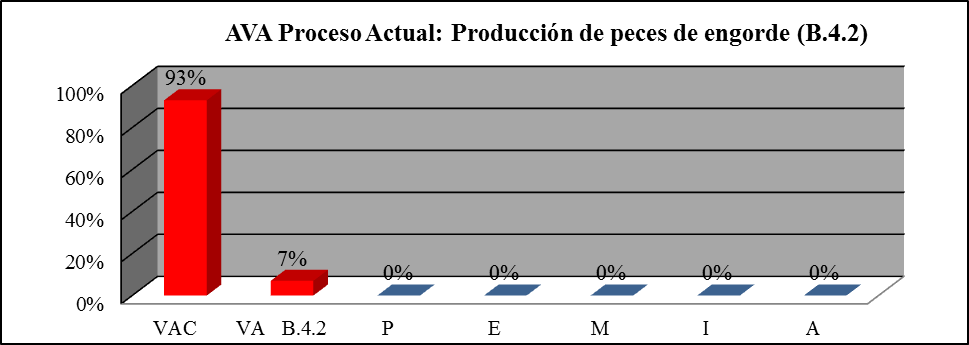 AVA Proceso Actual: Producción de peces de engorde (B.4.2)
93%
100%
80%
60%
40%
20%
0%
7%
0% 0% 0% 0% 0%
VAC VA B.4.2 P E M I A